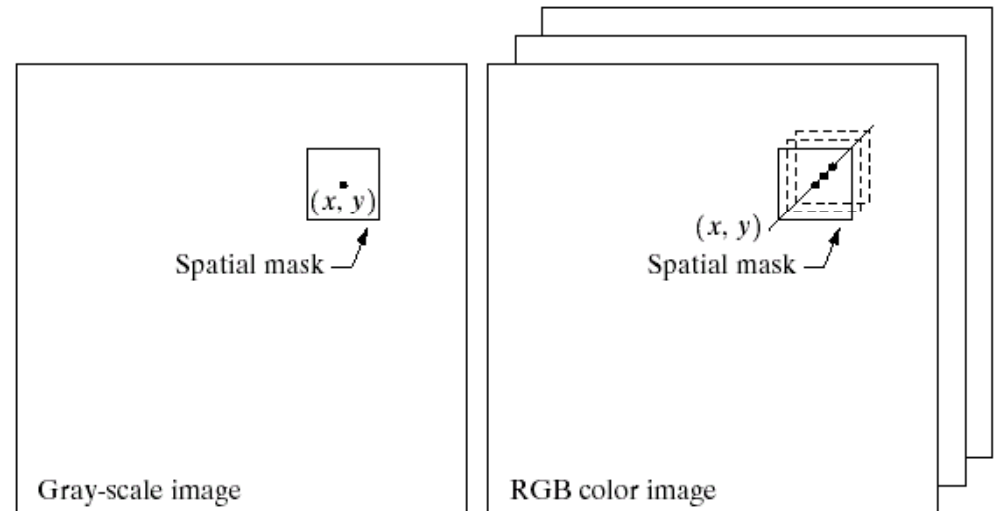 (x, y)
Spatial mask
Gray-scale image
(x, y)
Spatial mask
RGB color image